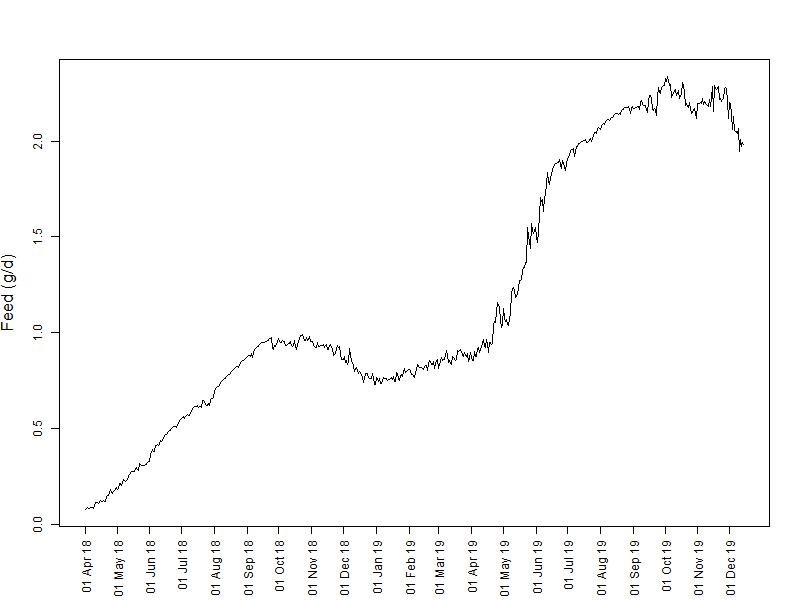 Feed (g/d)
2.0
1.5
1.0
0.5
0.0
01 Apr 18
01 May 18
01 Jun 18
01 Jul 18
01 Aug 18
01 Sep 18
01 Oct 18
01 Nov 18
01 Dec 18
01 Jan 19
01 Feb 19
01 Mar 19
01 Apr 19
01 May 19
01 Jun 19
01 Jul 19
01 Aug 19
01 Sep 19
01 Oct 19
01 Nov 19
01 Dec 19